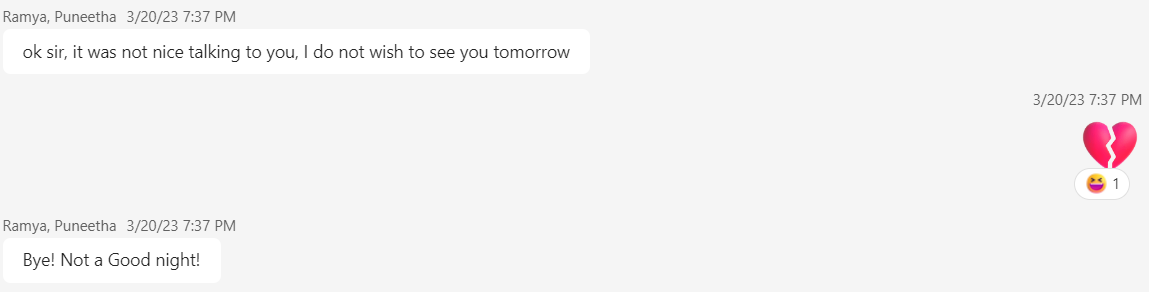 Ramya, Puneetha 3/20/23 7:37 PM
ok sir, it was not nice talking to you, I do not wish to see you tomorrow
3/20/23 7:37 PM
1
Ramya, Puneetha 3/20/23 7:37 PM
Bye! Not a Good night!